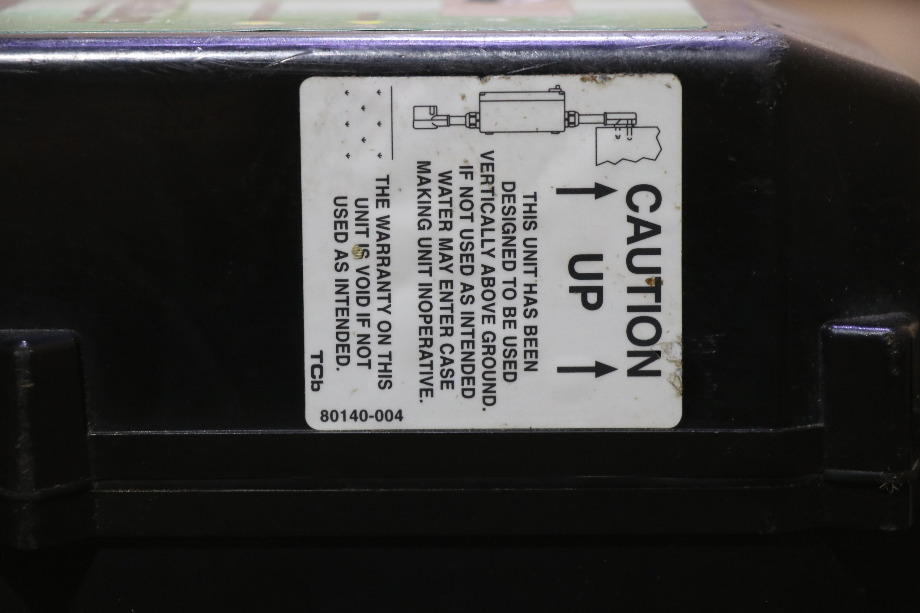 CAUTION
UP
THIS UNIT HAS BEEN
DESIGNED TO BE USED
VERTICALLY ABOVE GROUND.
IF NOT USED AS INTENDED
WATER MAY ENTER CASE
MAKING UNIT INOPERATIVE.
THE WARRANTY ON THIS
UNIT IS VOID IF NOT
USED AS INTENDED.
TCb
80140-004